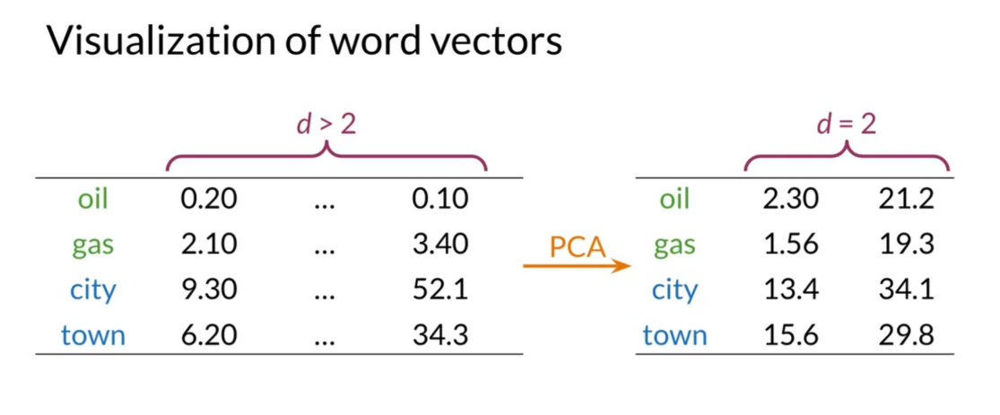 Visualization of word vectors
d > 2 d = 2
oil 0.20 ... 0.10 oil 2.30 21.2
gas 2.10 ... 3.40 PCA gas 1.56 19.3
city 9.30 ... 52.1 city 13.4 34.1
town 6.20 ... 34.3 town 15.6 29.8